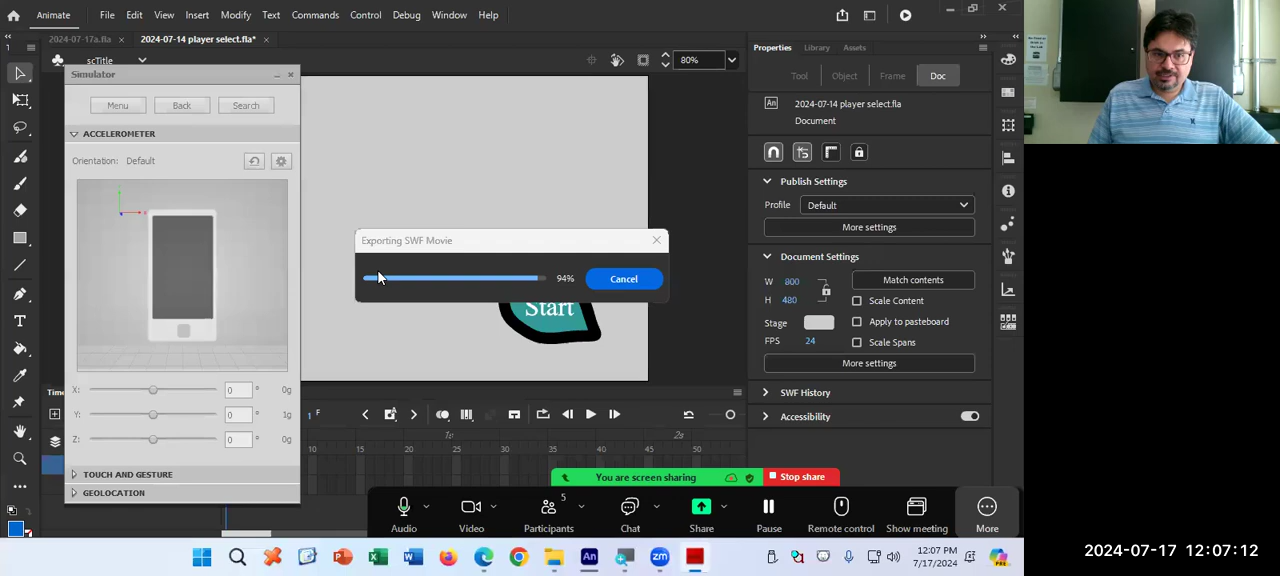 Animate File Edit View Insert Modify Text Commands Control Debug Window Help
2024-07-17a.fla × 2024-07-14 player select.fla* ×
scTitle 80%
Simulator
Menu Back Search
ACCELEROMETER
Orientation: Default
X: 0 ° 0g
Y: 0 ° 1g
Z: 0 ° 0g
TOUCH AND GESTURE
GEOLOCATION
Exporting SWF Movie
94% Cancel
Start
Properties Library Assets
Tool Object Frame Doc
An 2024-07-14 player select.fla
Document
Publish Settings
Profile Default
More settings
Document Settings
W 800 Match contents
H 480 Scale Content
Stage Apply to pasteboard
FPS 24 Scale Spans
More settings
SWF History
Accessibility
1 F
1s 2s
10 15 20 25 30 35 40 45 50
You are screen sharing Stop share
Audio Video Participants 5 Chat Share Pause Remote control Show meeting More
12:07 PM
7/17/2024
2024-07-17 12:07:12